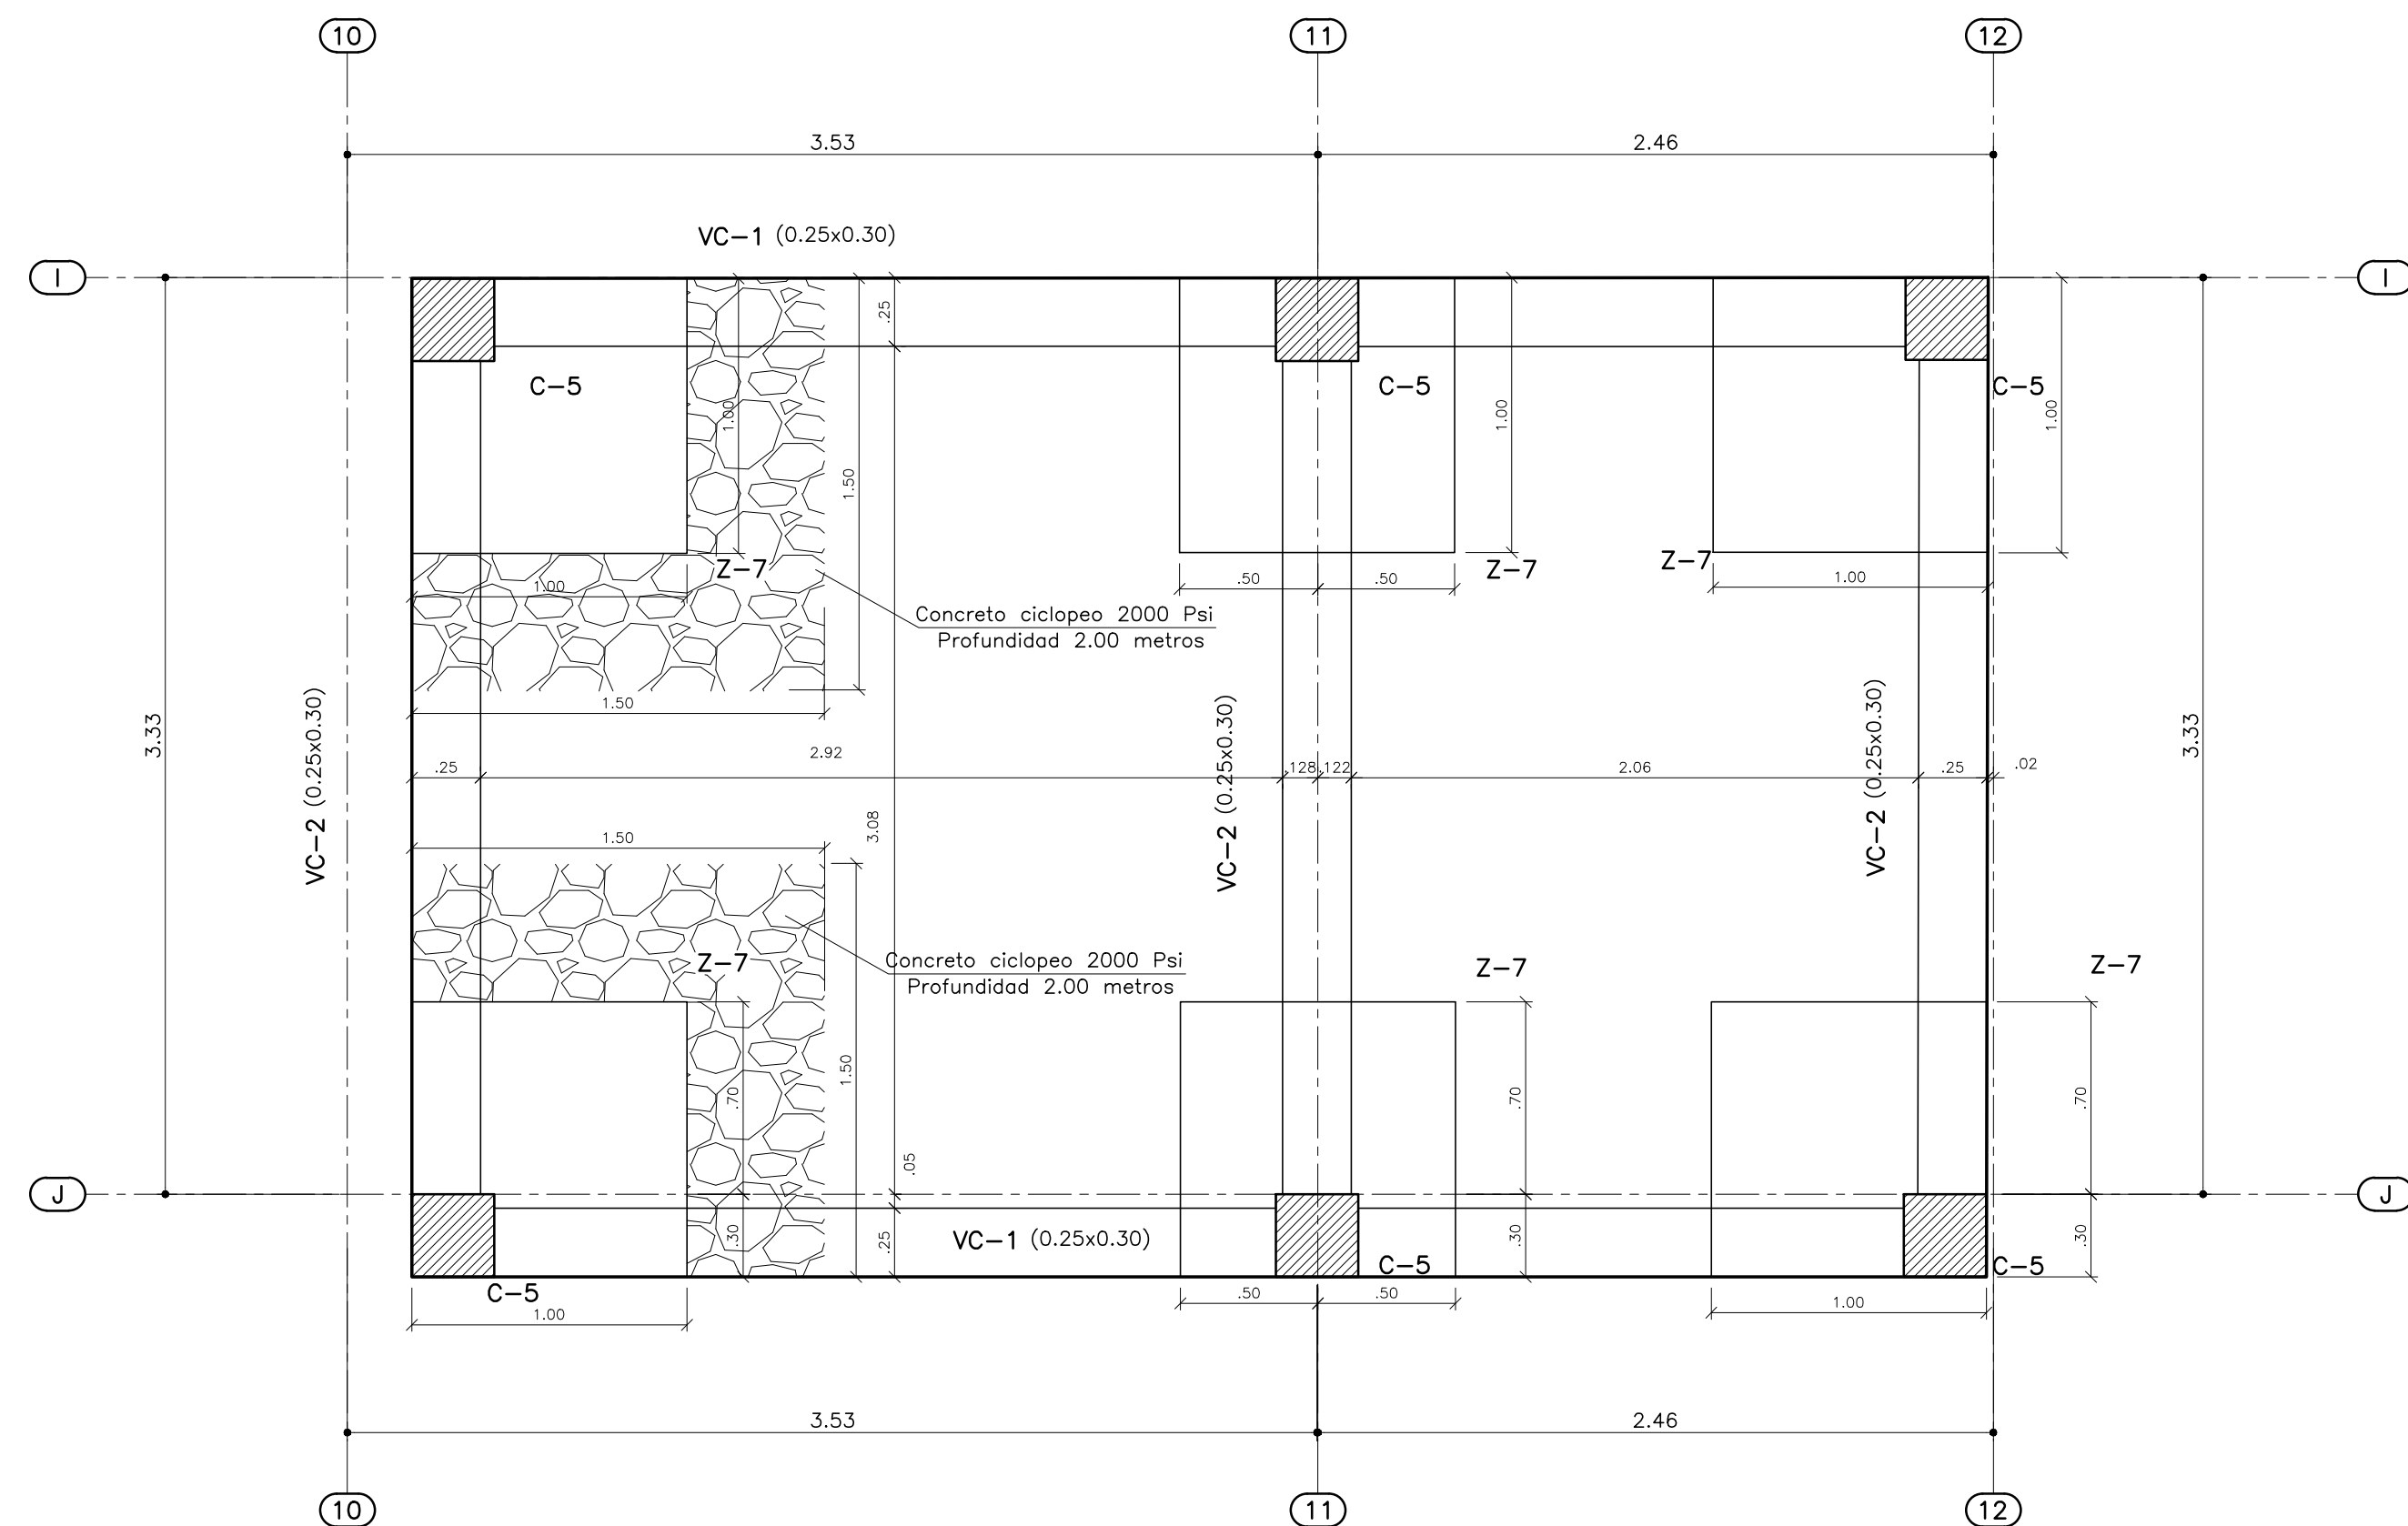 10
11
12
3.53
2.46
VC-1 (0.25x0.30)
I
I
.25
C-5
C-5
C-5
1.00
1.00
1.00
1.50
Z-7
Z-7
Z-7
1.00
.50
.50
1.00
Concreto ciclopeo 2000 Psi
Profundidad 2.00 metros
1.50
3.33
VC-2 (0.25x0.30)
VC-2 (0.25x0.30)
VC-2 (0.25x0.30)
3.33
2.92
.25
.128
.122
2.06
.25
.02
3.08
1.50
Z-7
Concreto ciclopeo 2000 Psi
Profundidad 2.00 metros
Z-7
Z-7
1.50
.70
.70
.70
.05
J
J
.30
.25
VC-1 (0.25x0.30)
.30
.30
C-5
C-5
C-5
1.00
.50
.50
1.00
3.53
2.46
10
11
12